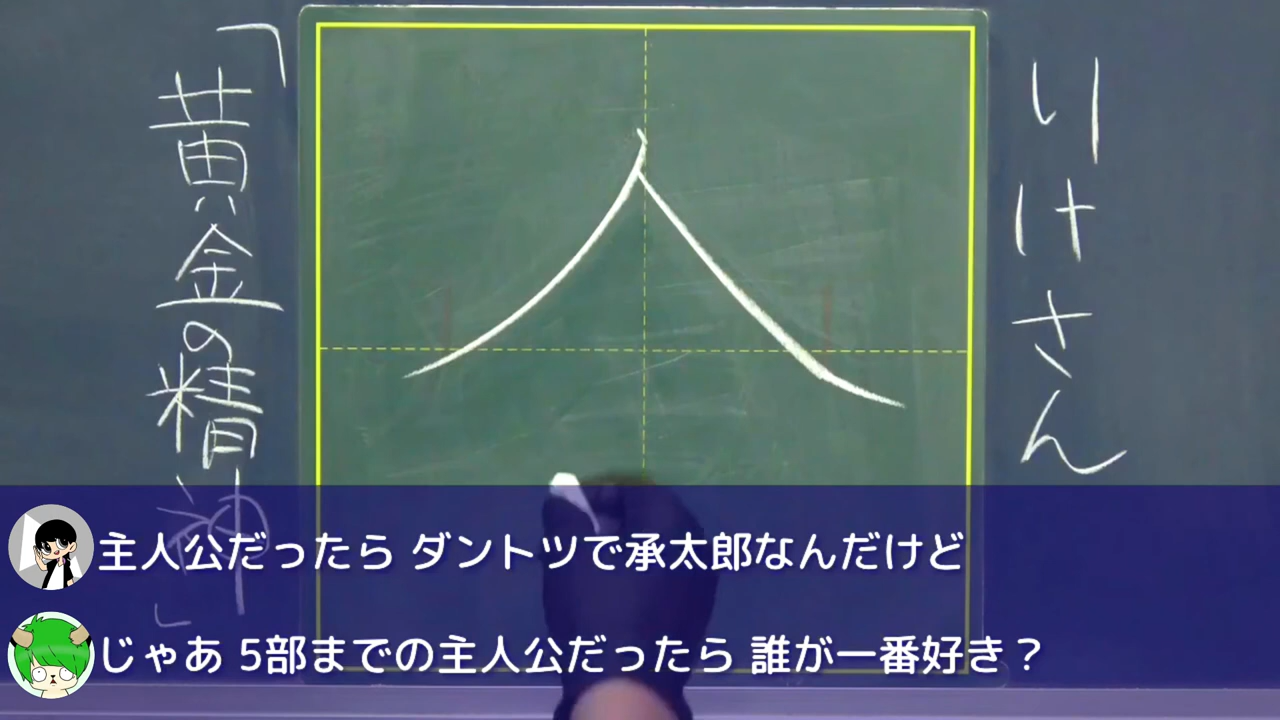 りけさん
人
「黄金の精神」
主人公だったら ダントツで承太郎なんだけど
じゃあ 5部までの主人公だったら 誰が一番好き？